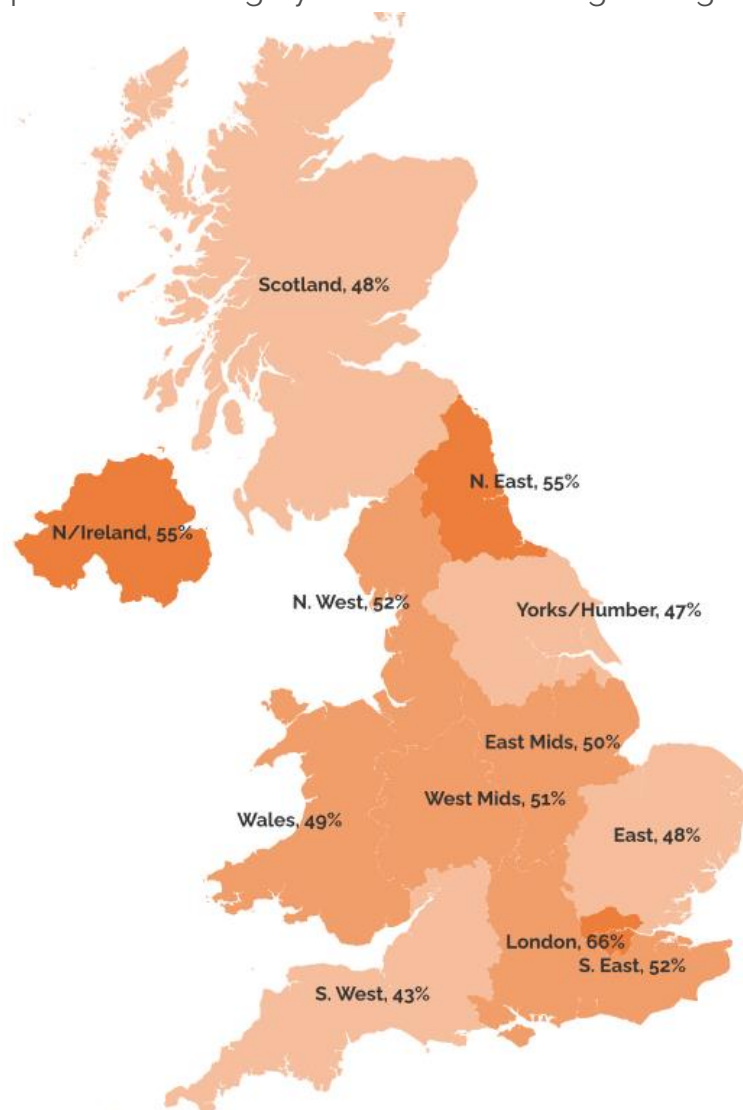 Scotland, 48%
N. East, 55%
N/Ireland, 55%
N. West, 52%
Yorks/Humber, 47%
East Mids, 50%
West Mids, 51%
Wales, 49%
East, 48%
London, 66%
S. East, 52%
S. West, 43%